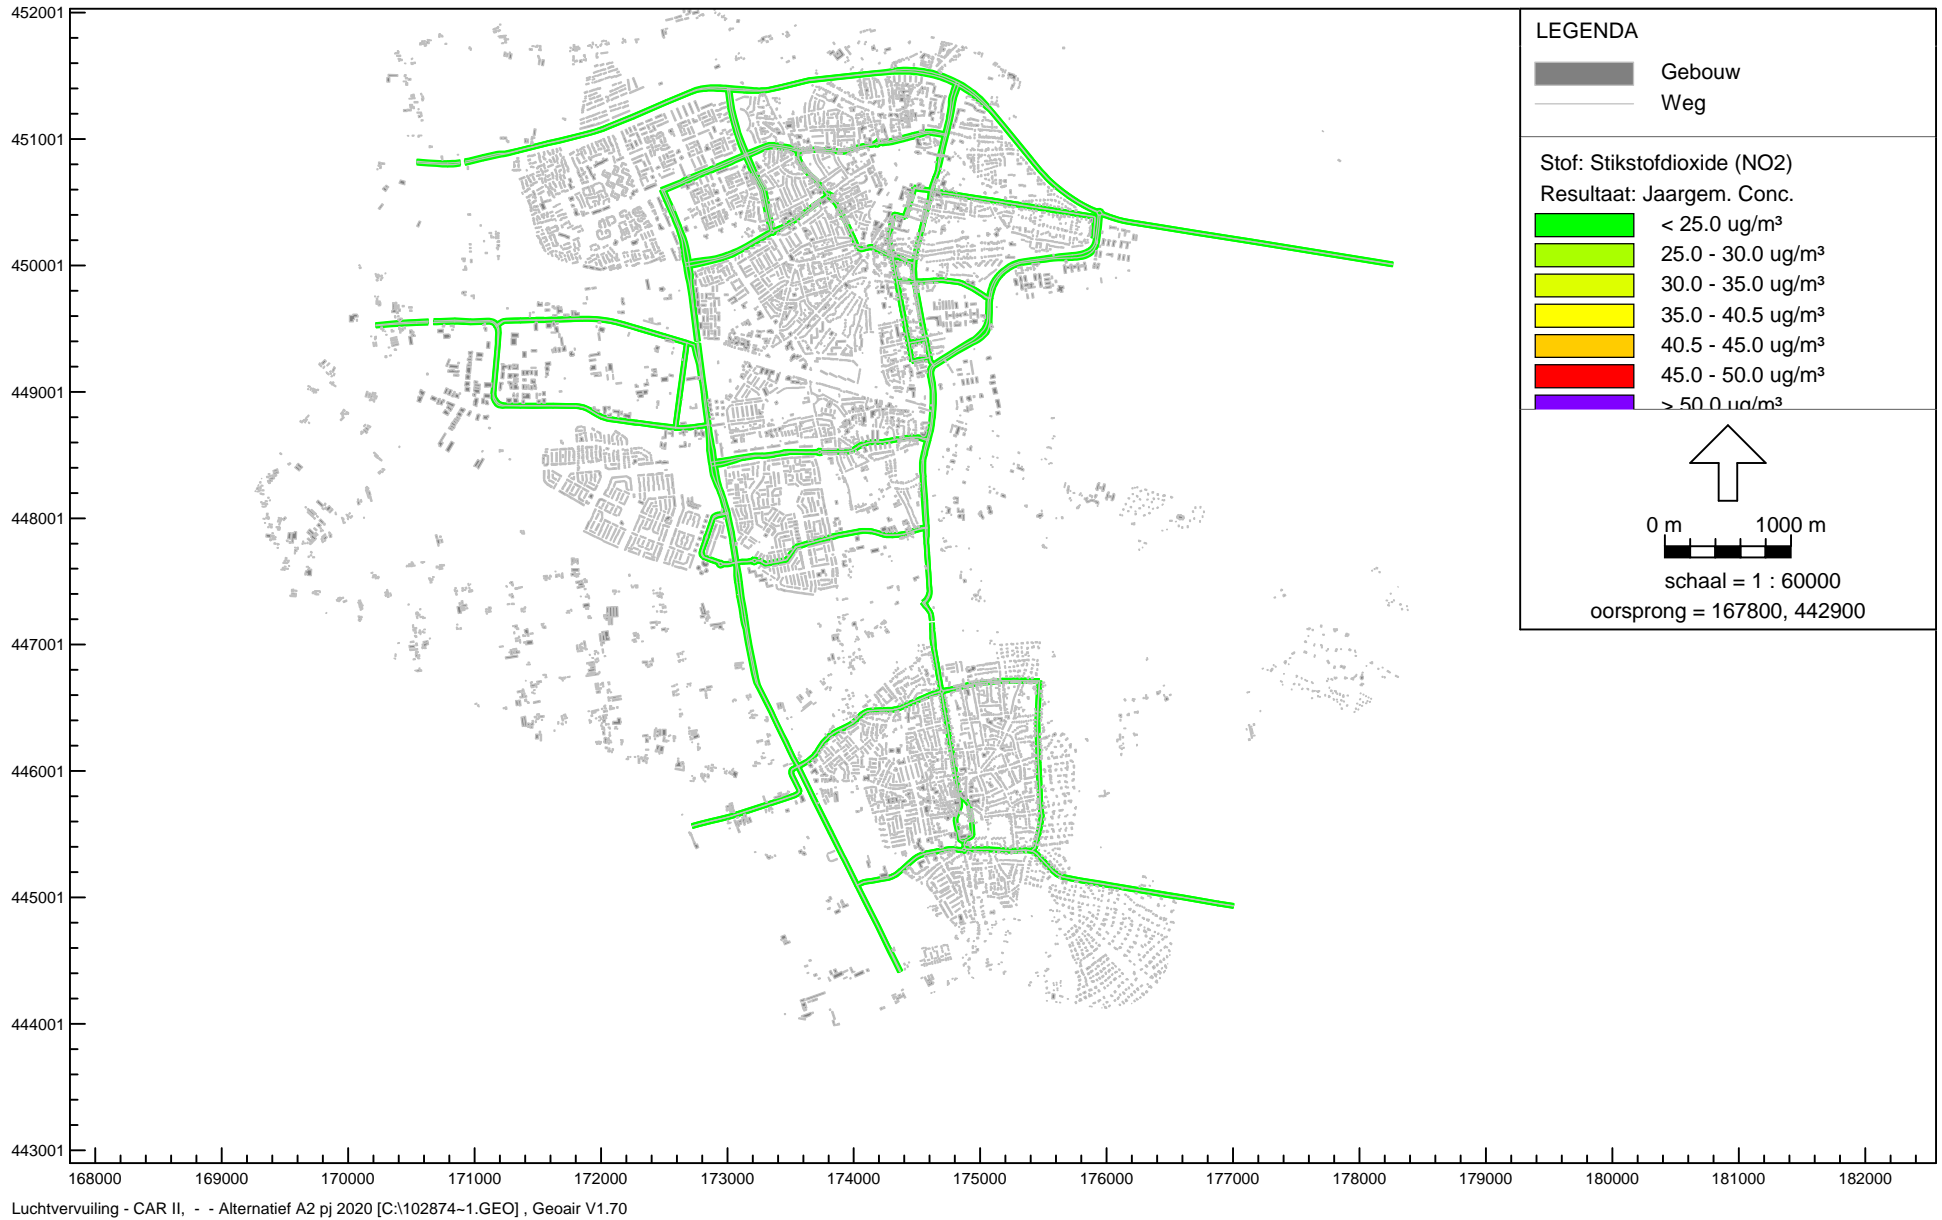 452001
451001
450001
449001
448001
447001
446001
445001
444001
443001
168000 169000 170000 171000 172000 173000 174000 175000 176000 177000 178000 179000 180000 181000 182000
LEGENDA
Gebouw
Weg
Stof: Stikstofdioxide (NO2)
Resultaat: Jaargem. Conc.
< 25.0 ug/m³
25.0 - 30.0 ug/m³
30.0 - 35.0 ug/m³
35.0 - 40.5 ug/m³
40.5 - 45.0 ug/m³
45.0 - 50.0 ug/m³
> 50.0 ug/m³
0 m 1000 m
schaal = 1 : 60000
oorsprong = 167800, 442900
Luchtvervuiling - CAR II, - - Alternatief A2 pj 2020 [C:\102874~1.GEO] , Geoair V1.70